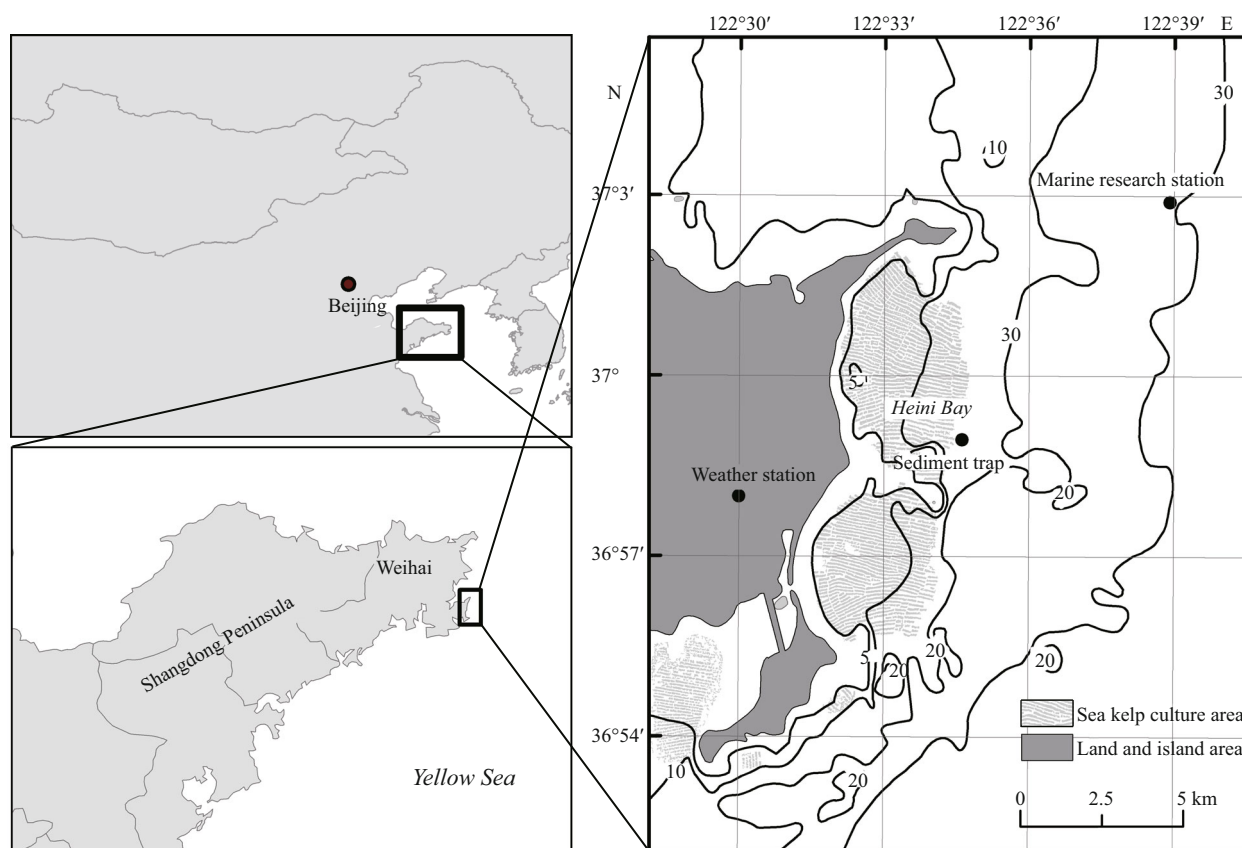 Beijing
Weihai
Shangdong Peninsula
Yellow Sea
122°30′ 122°33′ 122°36′ 122°39′ E
N
30
10
Marine research station
37°3′
30
37°
5
Heini Bay
Sediment trap
Weather station
20
36°57′
5
20
20
20
Sea kelp culture area
36°54′
Land and island area
10
20
0 2.5 5 km